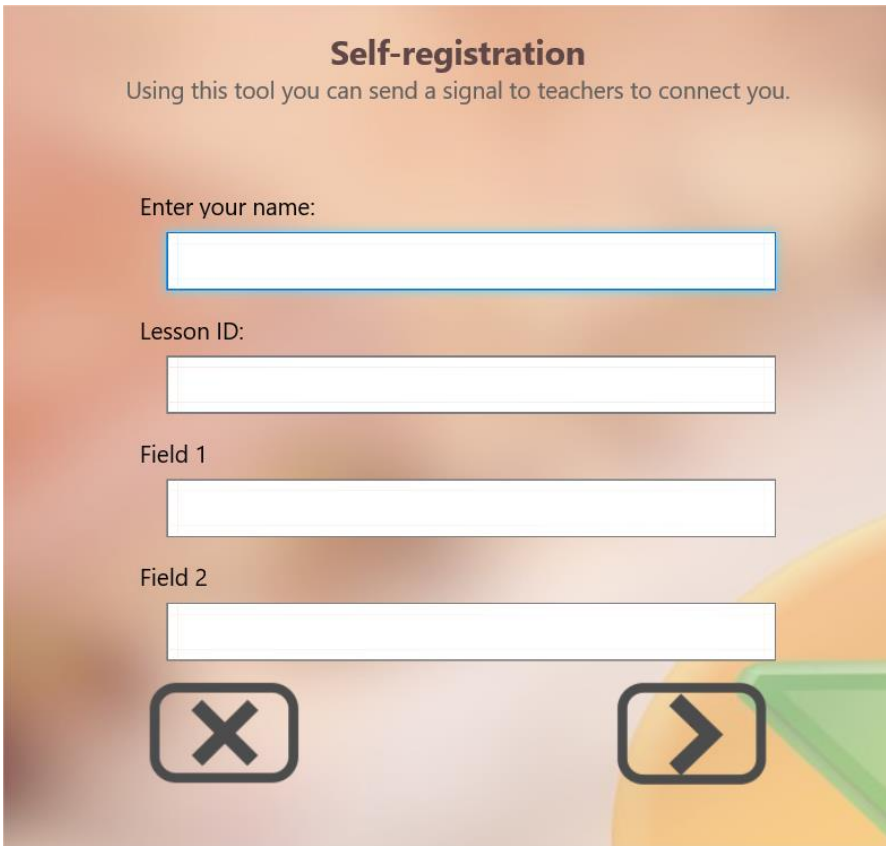 Self-registration
Using this tool you can send a signal to teachers to connect you.
Enter your name:
Lesson ID:
Field 1
Field 2